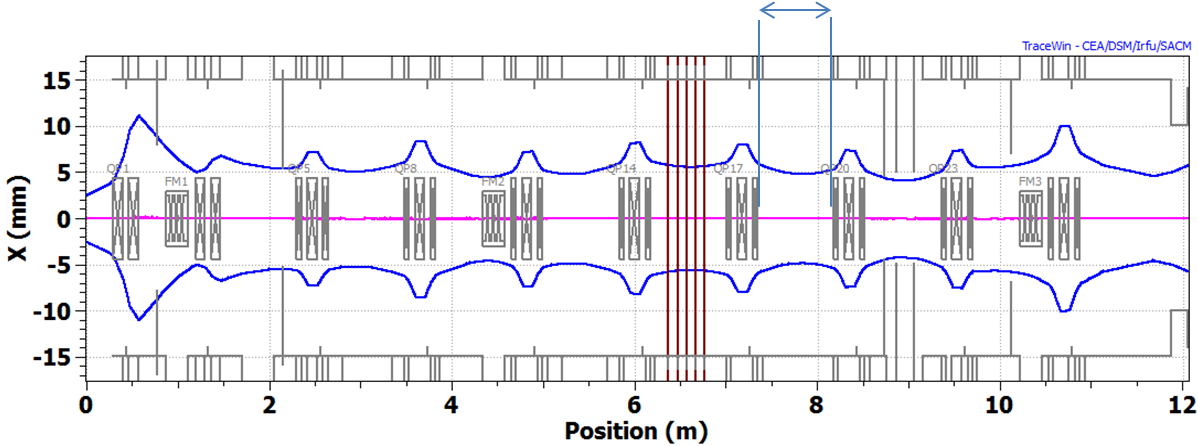 TraceWin - CEA/DSM/Irfu/SACM
15
10
5
0
-5
-10
-15
X (mm)
QP1
FM1
QP5
QP8
FM2
QP14
QP17
QP20
QP23
FM3
0 2 4 6 8 10 12
Position (m)